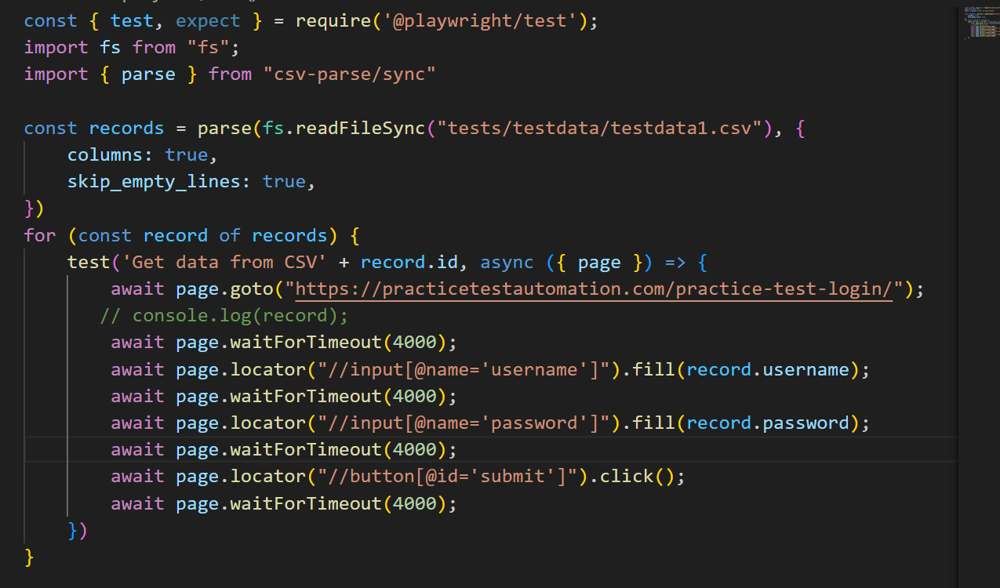 const { test, expect } = require('@playwright/test');
import fs from "fs";
import { parse } from "csv-parse/sync"

const records = parse(fs.readFileSync("tests/testdata/testdata1.csv"), {
    columns: true,
    skip_empty_lines: true,
})
for (const record of records) {
    test('Get data from CSV' + record.id, async ({ page }) => {
        await page.goto("https://practicetestautomation.com/practice-test-login/");
       // console.log(record);
        await page.waitForTimeout(4000);
        await page.locator("//input[@name='username']").fill(record.username);
        await page.waitForTimeout(4000);
        await page.locator("//input[@name='password']").fill(record.password);
        await page.waitForTimeout(4000);
        await page.locator("//button[@id='submit']").click();
        await page.waitForTimeout(4000);
    })
}